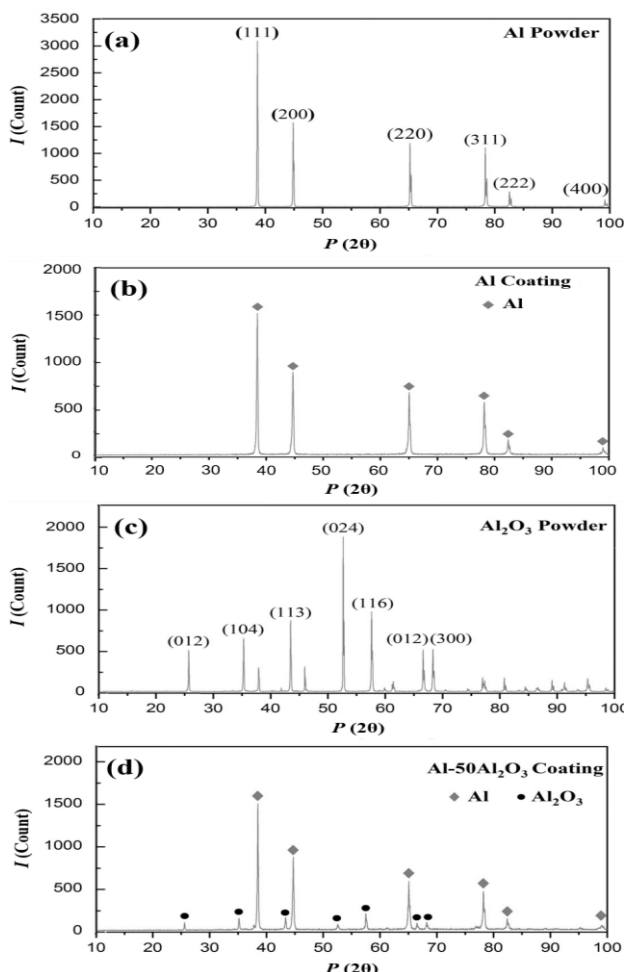 (a)
Al Powder
I (Count)
3500
3000
2500
2000
1500
1000
500
0
(111)
(200)
(220)
(311)
(222)
(400)
10 20 30 40 50 60 70 80 90 100
P (2θ)
(b)
Al Coating
Al
I (Count)
2000
1500
1000
500
0
10 20 30 40 50 60 70 80 90 100
P (2θ)
(c)
Al₂O₃ Powder
I (Count)
2000
1500
1000
500
0
(012)
(104)
(113)
(024)
(116)
(012) (300)
10 20 30 40 50 60 70 80 90 100
P (2θ)
(d)
Al-50Al₂O₃ Coating
Al Al₂O₃
I (Count)
2000
1500
1000
500
0
10 20 30 40 50 60 70 80 90 100
P (2θ)